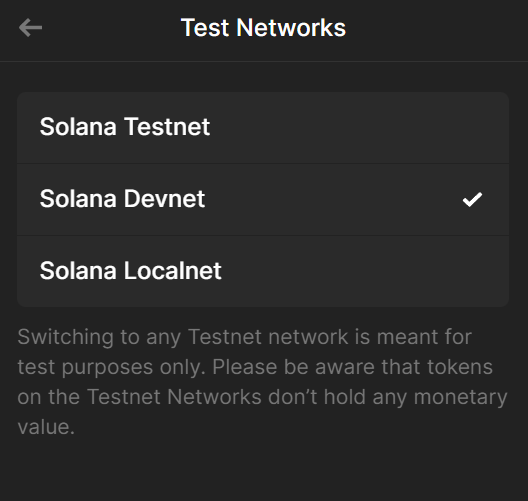 Test Networks
Solana Testnet
Solana Devnet
Solana Localnet
Switching to any Testnet network is meant for
test purposes only. Please be aware that tokens
on the Testnet Networks don’t hold any monetary
value.